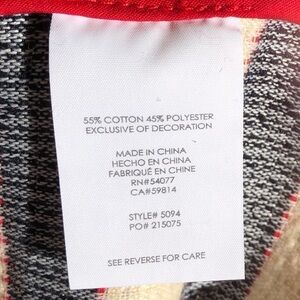 55% COTTON 45% POLYESTER
EXCLUSIVE OF DECORATION
MADE IN CHINA
HECHO EN CHINA
FABRIQUÉ EN CHINE
RN#54077
CA#59814
STYLE# 5094
PO# 215075
SEE REVERSE FOR CARE